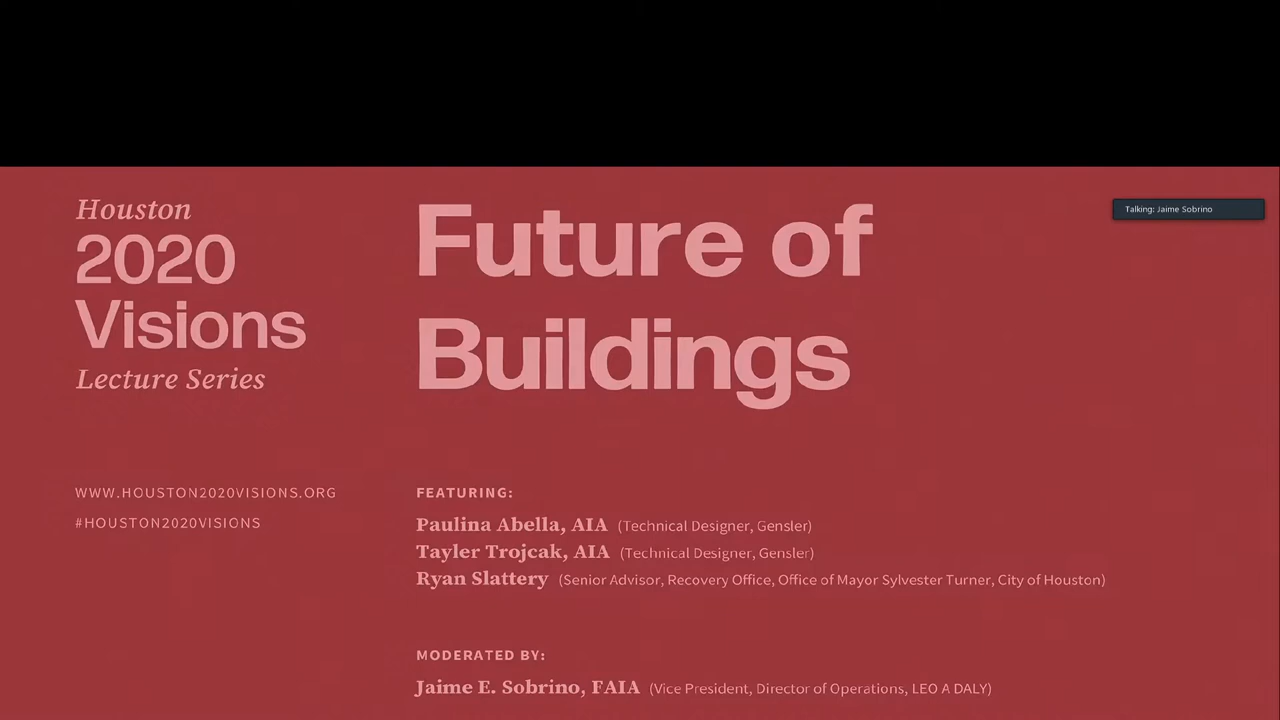 Houston
2020
Visions
Lecture Series
WWW.HOUSTON2020VISIONS.ORG
#HOUSTON2020VISIONS
Future of
Buildings
FEATURING:
Paulina Abella, AIA (Technical Designer, Gensler)
Tayler Trojcak, AIA (Technical Designer, Gensler)
Ryan Slattery (Senior Advisor, Recovery Office, Office of Mayor Sylvester Turner, City of Houston)
MODERATED BY:
Jaime E. Sobrino, FAIA (Vice President, Director of Operations, LEO A DALY)
Talking: Jaime Sobrino